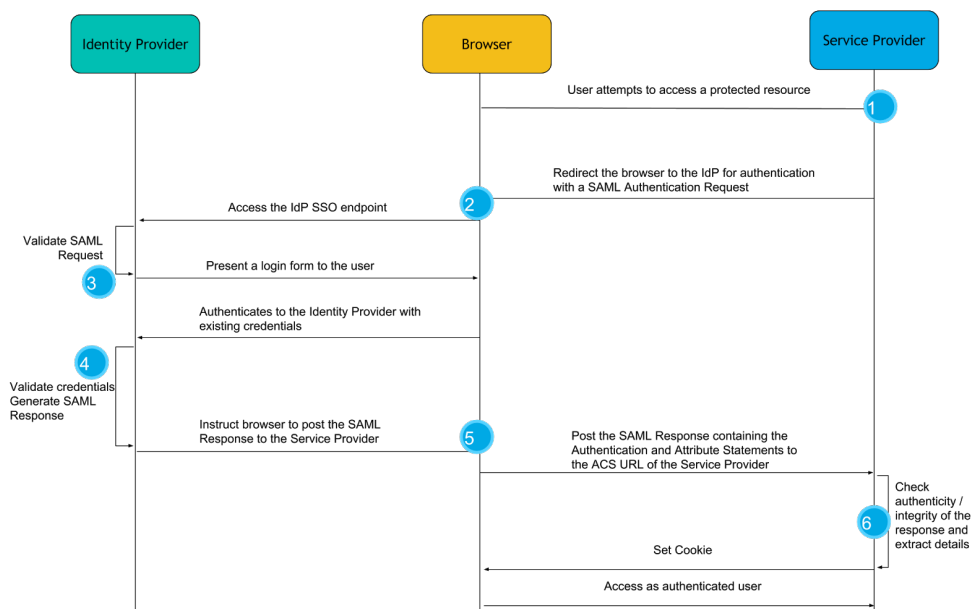 Identity Provider
Browser
Service Provider
User attempts to access a protected resource
1
Redirect the browser to the IdP for authentication
with a SAML Authentication Request
2
Access the IdP SSO endpoint
Validate SAML
Request
3
Present a login form to the user
Authenticates to the Identity Provider with
existing credentials
4
Validate credentials
Generate SAML
Response
Instruct browser to post the SAML
Response to the Service Provider
5
Post the SAML Response containing the
Authentication and Attribute Statements to
the ACS URL of the Service Provider
Check
authenticity /
integrity of the
response and
extract details
6
Set Cookie
Access as authenticated user